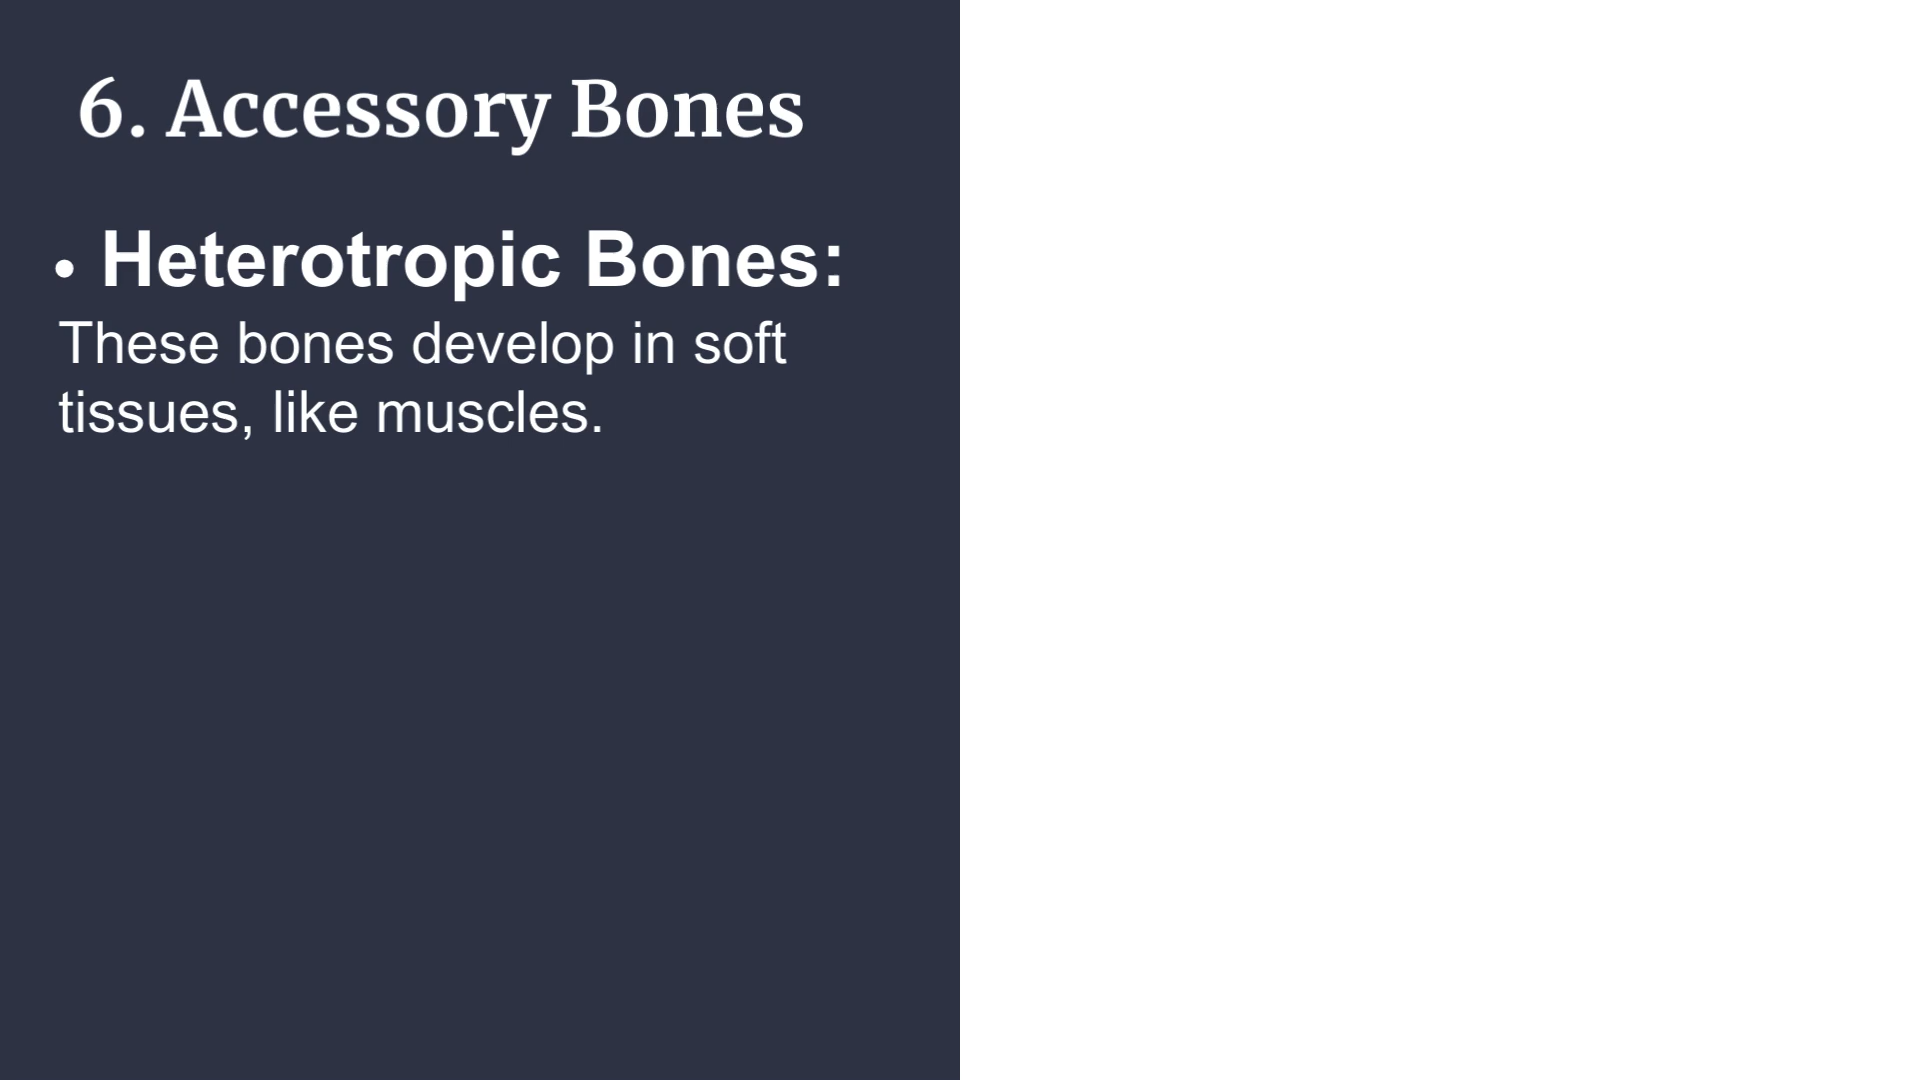 6. Accessory Bones
• Heterotropic Bones:
These bones develop in soft
tissues, like muscles.